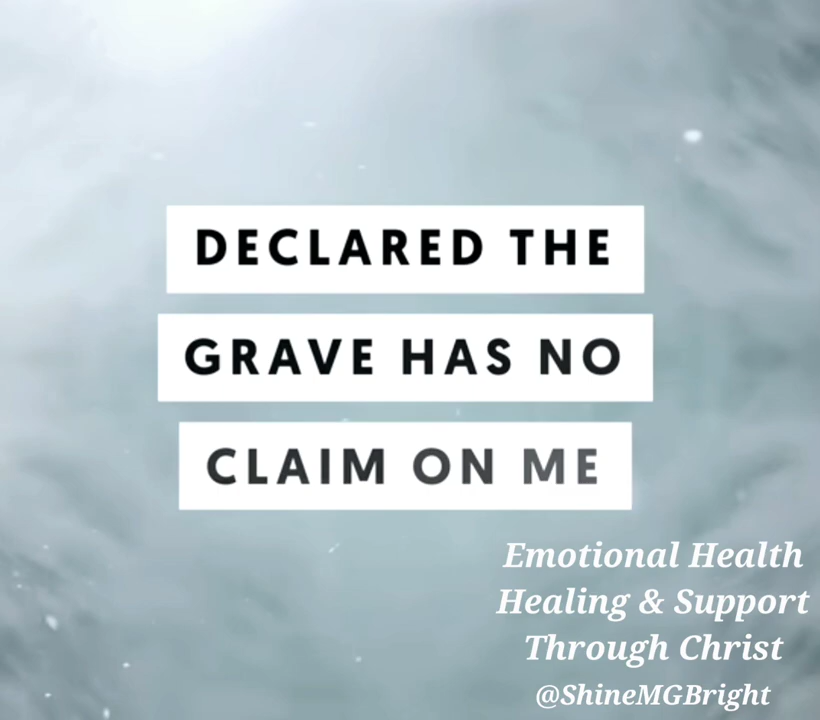 DECLARED THE
GRAVE HAS NO
CLAIM ON ME
Emotional Health
Healing & Support
Through Christ
@ShineMGBright